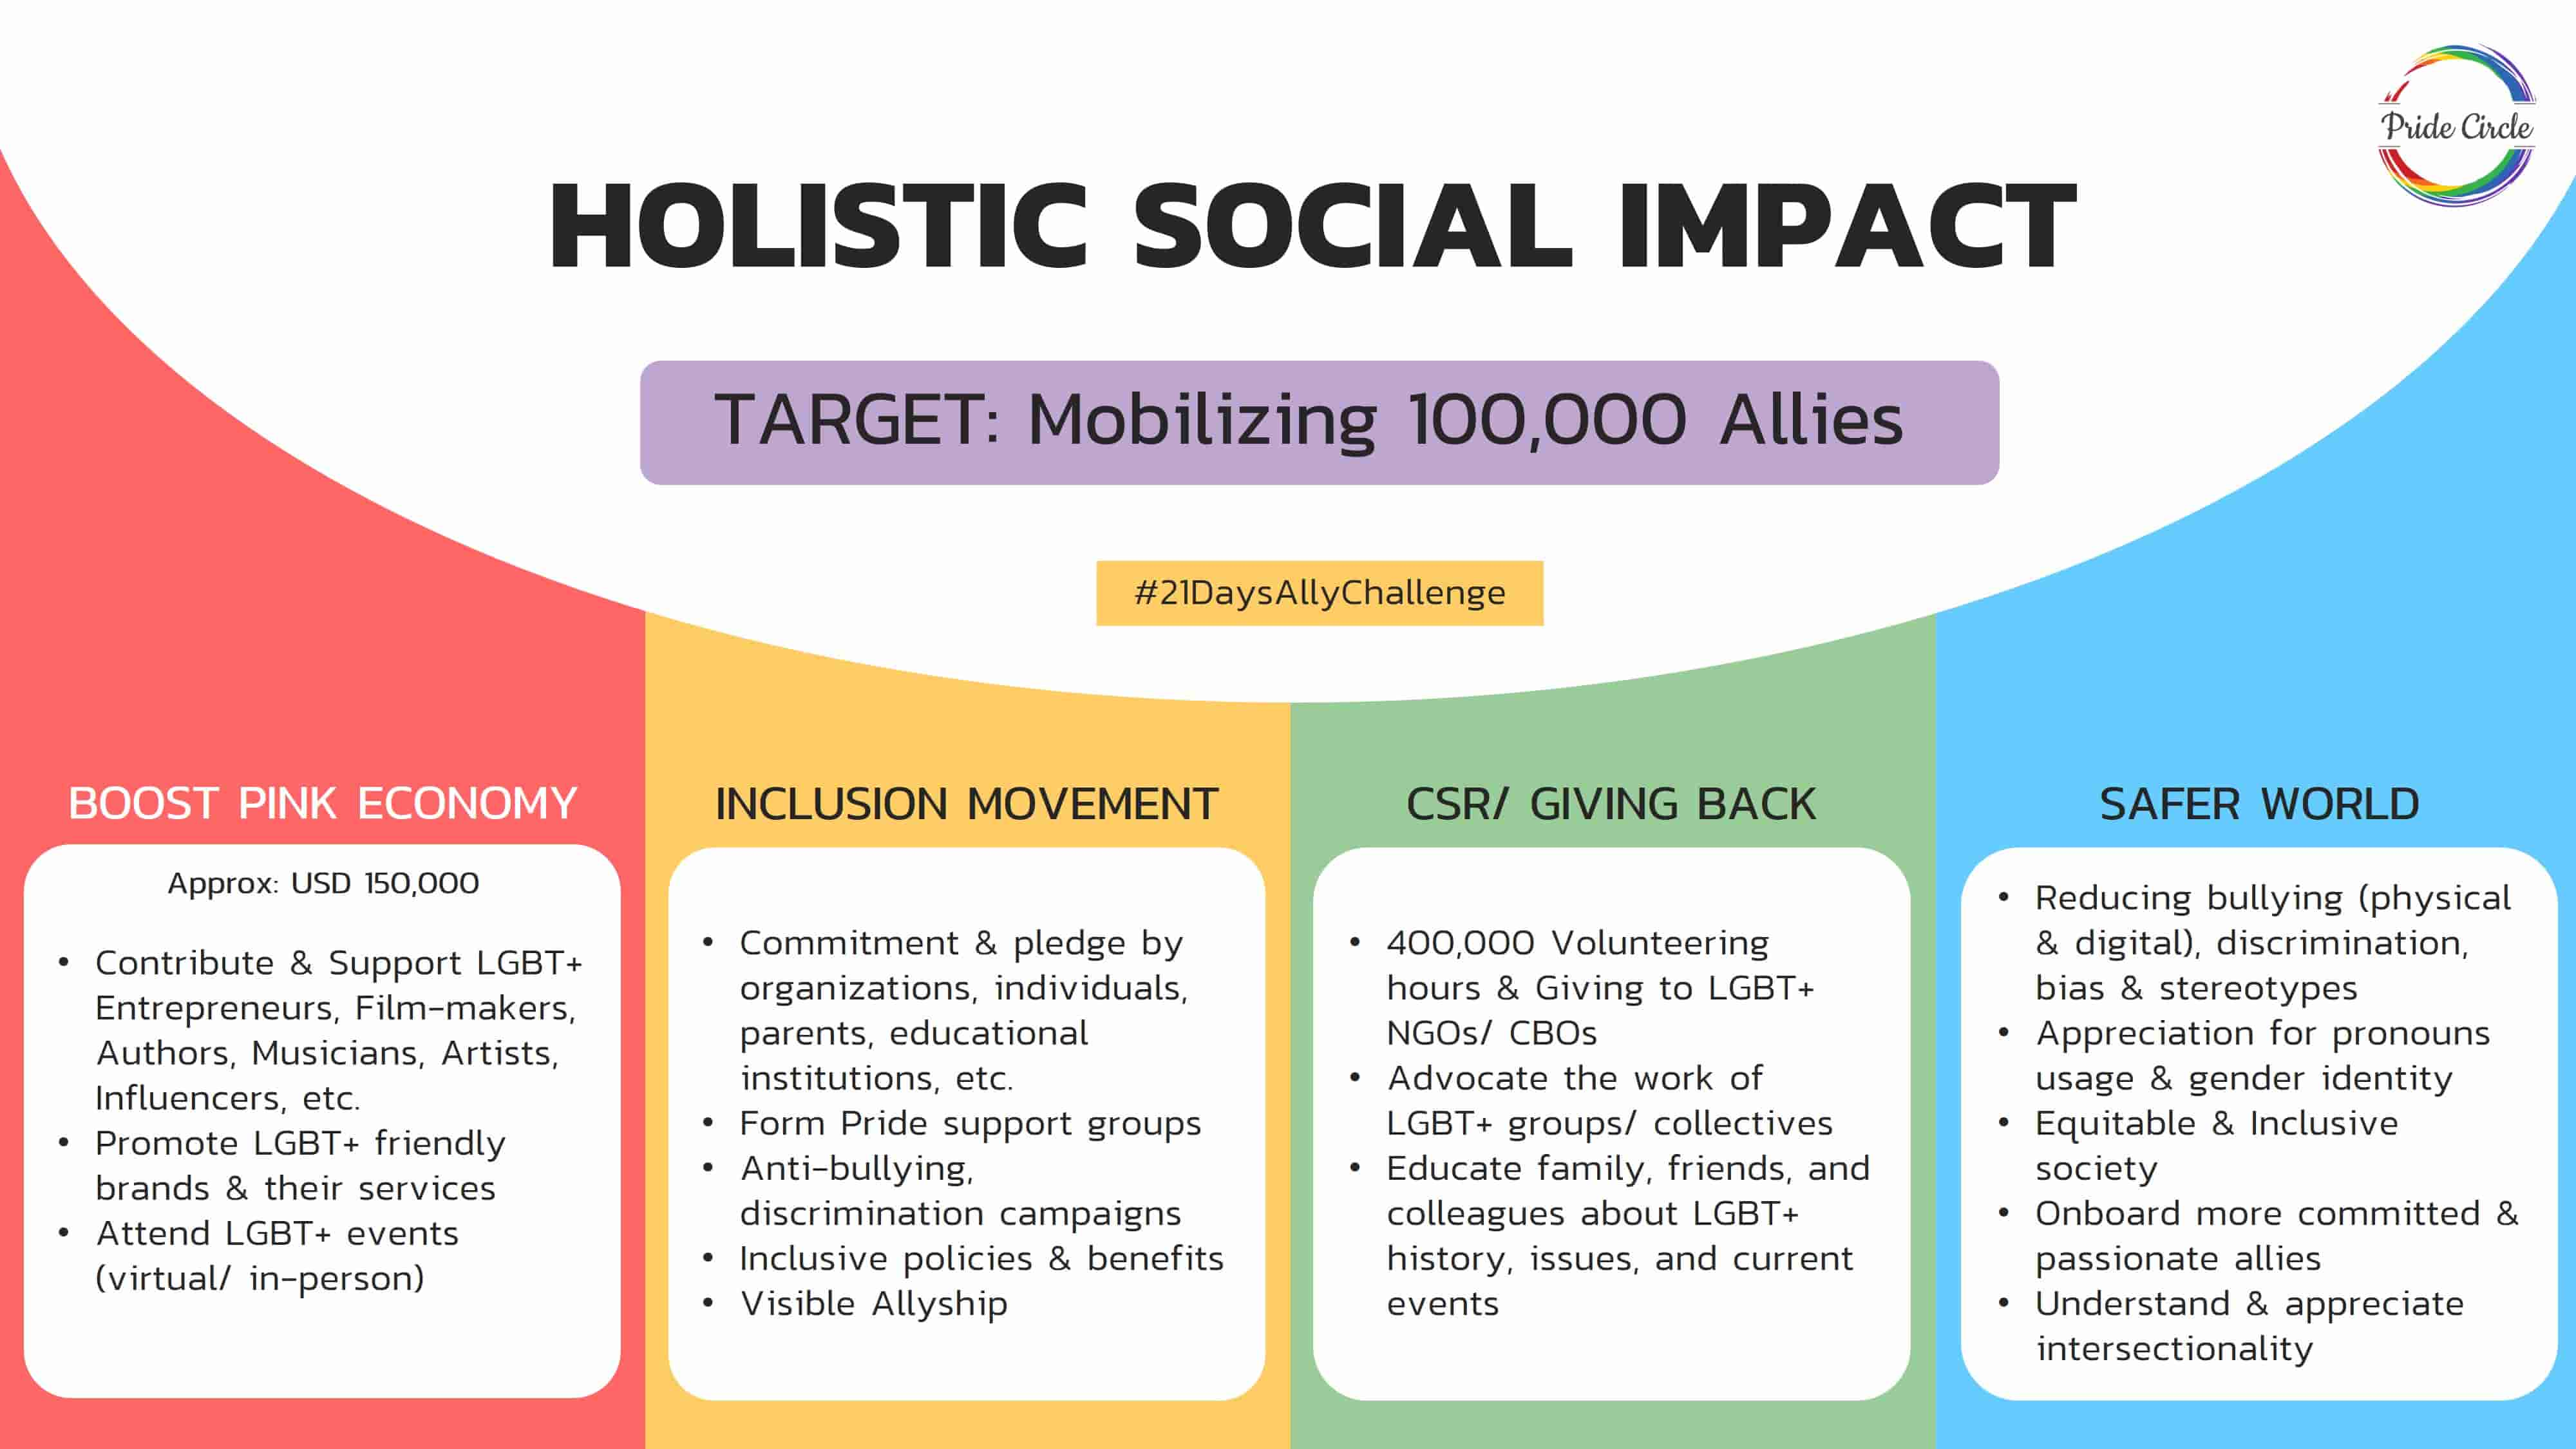 Pride Circle
HOLISTIC SOCIAL IMPACT
TARGET: Mobilizing 100,000 Allies
#21DaysAllyChallenge
BOOST PINK ECONOMY
Approx: USD 150,000
• Contribute & Support LGBT+
Entrepreneurs, Film-makers,
Authors, Musicians, Artists,
Influencers, etc.
• Promote LGBT+ friendly
brands & their services
• Attend LGBT+ events
(virtual/ in-person)
INCLUSION MOVEMENT
• Commitment & pledge by
organizations, individuals,
parents, educational
institutions, etc.
• Form Pride support groups
• Anti-bullying,
discrimination campaigns
• Inclusive policies & benefits
• Visible Allyship
CSR/ GIVING BACK
• 400,000 Volunteering
hours & Giving to LGBT+
NGOs/ CBOs
• Advocate the work of
LGBT+ groups/ collectives
• Educate family, friends, and
colleagues about LGBT+
history, issues, and current
events
SAFER WORLD
• Reducing bullying (physical
& digital), discrimination,
bias & stereotypes
• Appreciation for pronouns
usage & gender identity
• Equitable & Inclusive
society
• Onboard more committed &
passionate allies
• Understand & appreciate
intersectionality